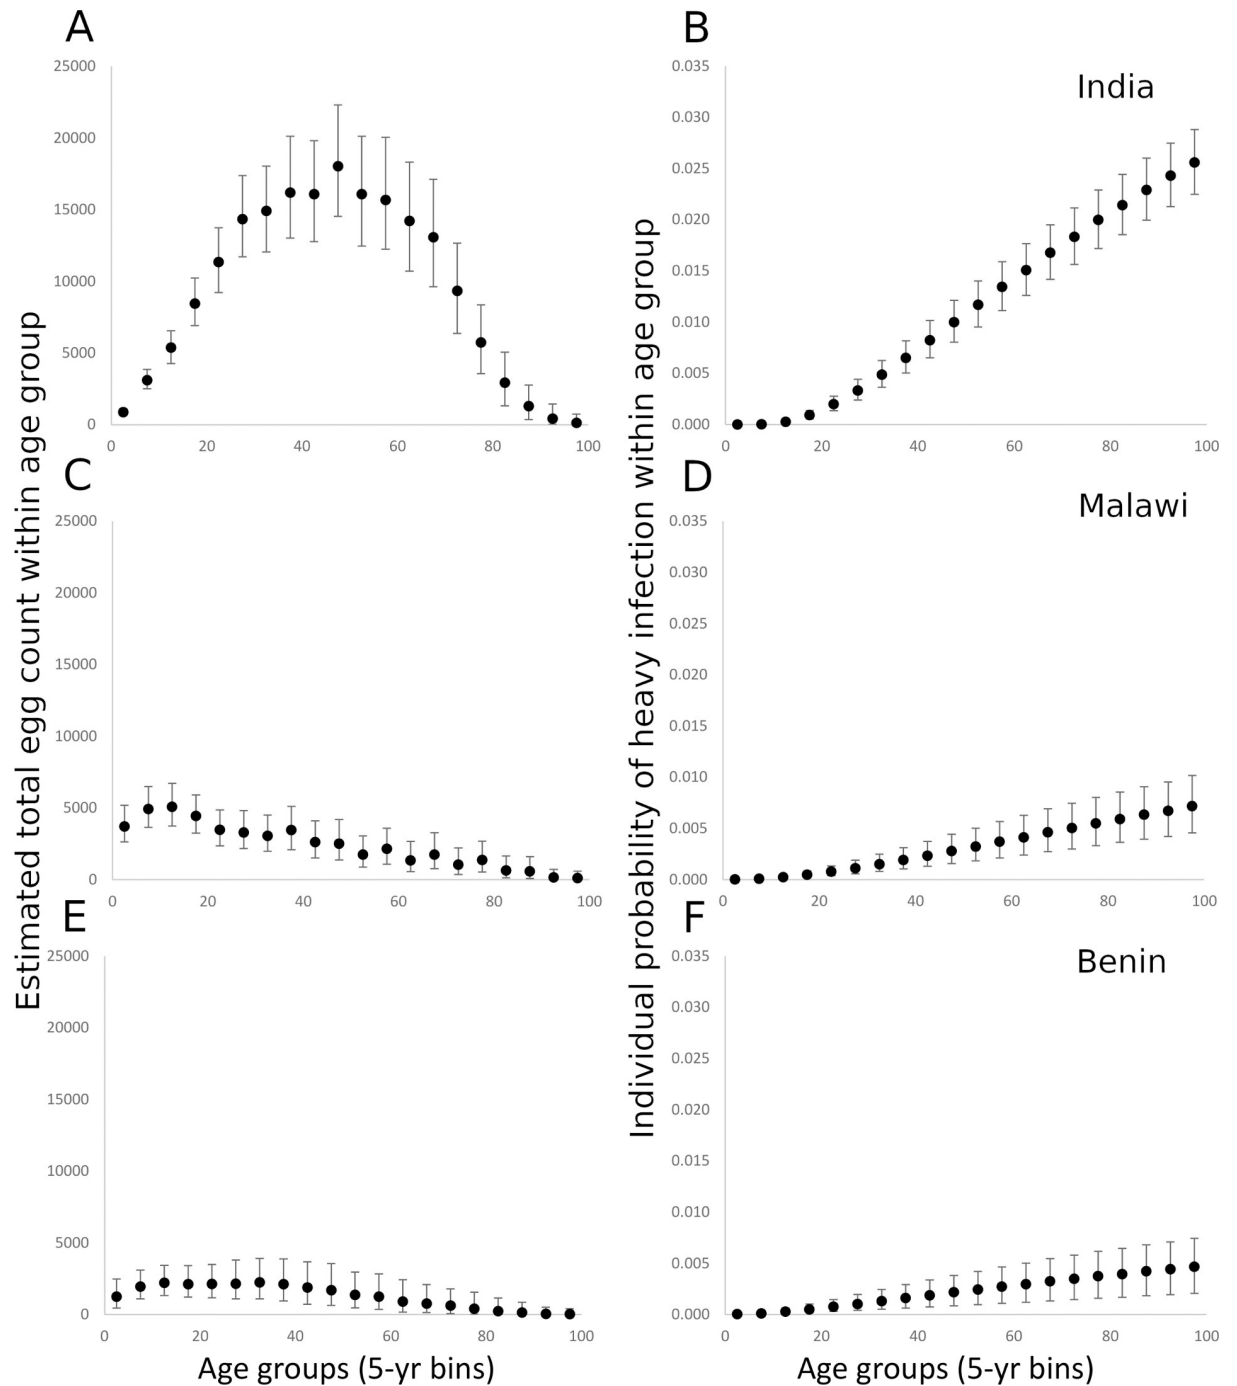 A
B
India
25000
20000
15000
10000
5000
0
0 20 40 60 80 100
0.035
0.030
0.025
0.020
0.015
0.010
0.005
0.000
0 20 40 60 80 100
C
D
Malawi
25000
20000
15000
10000
5000
0
0 20 40 60 80 100
0.035
0.030
0.025
0.020
0.015
0.010
0.005
0.000
0 20 40 60 80 100
E
F
Benin
25000
20000
15000
10000
5000
0
0 20 40 60 80 100
0.035
0.030
0.025
0.020
0.015
0.010
0.005
0.000
0 20 40 60 80 100
Estimated total egg count within age group
Individual probability of heavy infection within age group
Age groups (5-yr bins)
Age groups (5-yr bins)